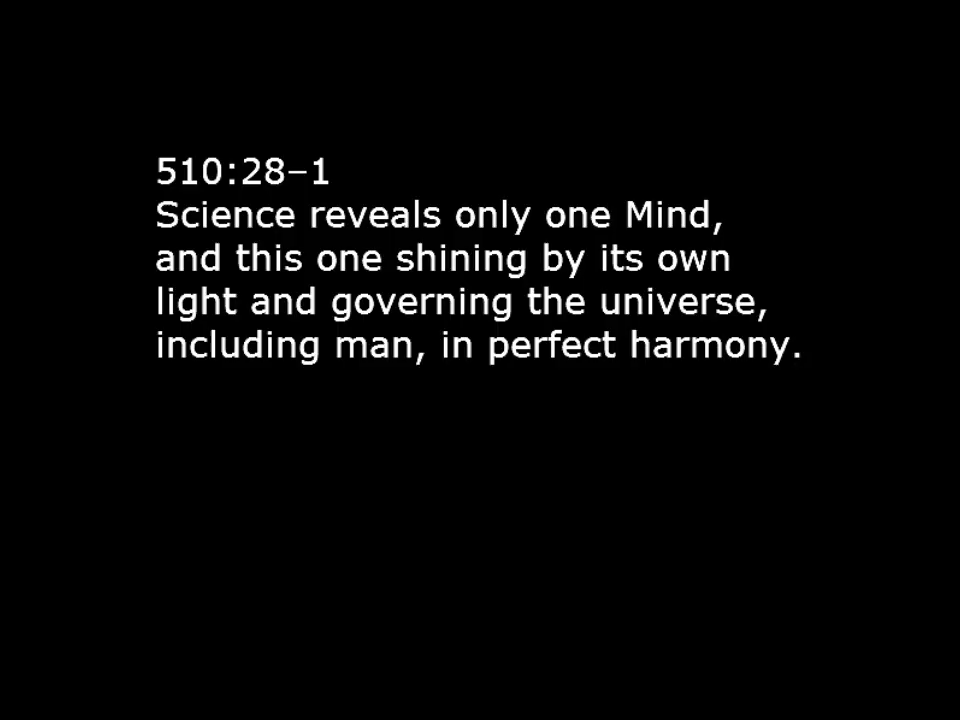 510:28–1
Science reveals only one Mind,
and this one shining by its own
light and governing the universe,
including man, in perfect harmony.